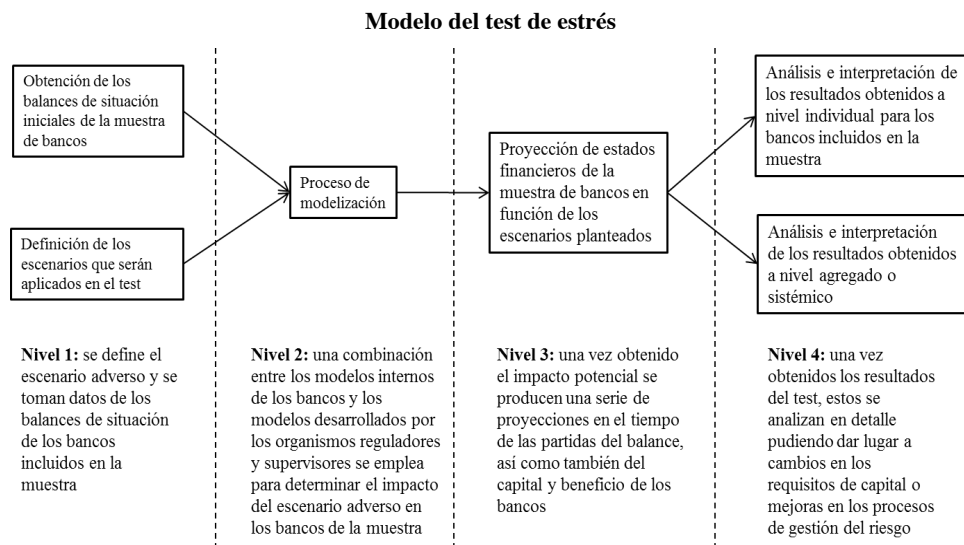 Modelo del test de estrés
Obtención de los
balances de situación
iniciales de la muestra
de bancos
Definición de los
escenarios que serán
aplicados en el test
Proceso de
modelización
Proyección de estados
financieros de la
muestra de bancos en
función de los
escenarios planteados
Análisis e interpretación de
los resultados obtenidos a
nivel individual para los
bancos incluidos en la
muestra
Análisis e interpretación
de los resultados obtenidos
a nivel agregado o
sistémico
Nivel 1: se define el
escenario adverso y se
toman datos de los
balances de situación
de los bancos
incluidos en la
muestra
Nivel 2: una combinación
entre los modelos internos
de los bancos y los
modelos desarrollados por
los organismos reguladores
y supervisores se emplea
para determinar el impacto
del escenario adverso en
los bancos de la muestra
Nivel 3: una vez obtenido
el impacto potencial se
producen una serie de
proyecciones en el tiempo
de las partidas del balance,
así como también del
capital y beneficio de los
bancos
Nivel 4: una vez
obtenidos los resultados
del test, estos se
analizan en detalle
pudiendo dar lugar a
cambios en los
requisitos de capital o
mejoras en los procesos
de gestión del riesgo